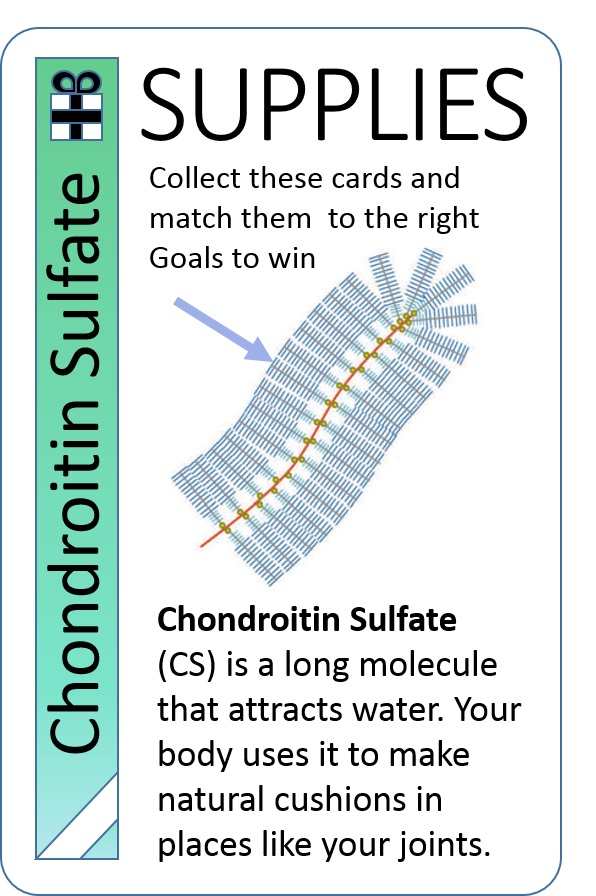 Chondroitin Sulfate
SUPPLIES
Collect these cards and
match them  to the right
Goals to win
Chondroitin Sulfate
(CS) is a long molecule
that attracts water. Your
body uses it to make
natural cushions in
places like your joints.